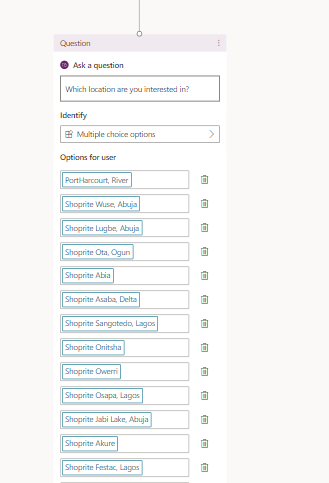 Question
Ask a question
Which location are you interested in?
Identify
Multiple choice options
Options for user
PortHarcourt, River
Shoprite Wuse, Abuja
Shoprite Lugbe, Abuja
Shoprite Ota, Ogun
Shoprite Abia
Shoprite Asaba, Delta
Shoprite Sangotedo, Lagos
Shoprite Onitsha
Shoprite Owerri
Shoprite Osapa, Lagos
Shoprite Jabi Lake, Abuja
Shoprite Akure
Shoprite Festac, Lagos